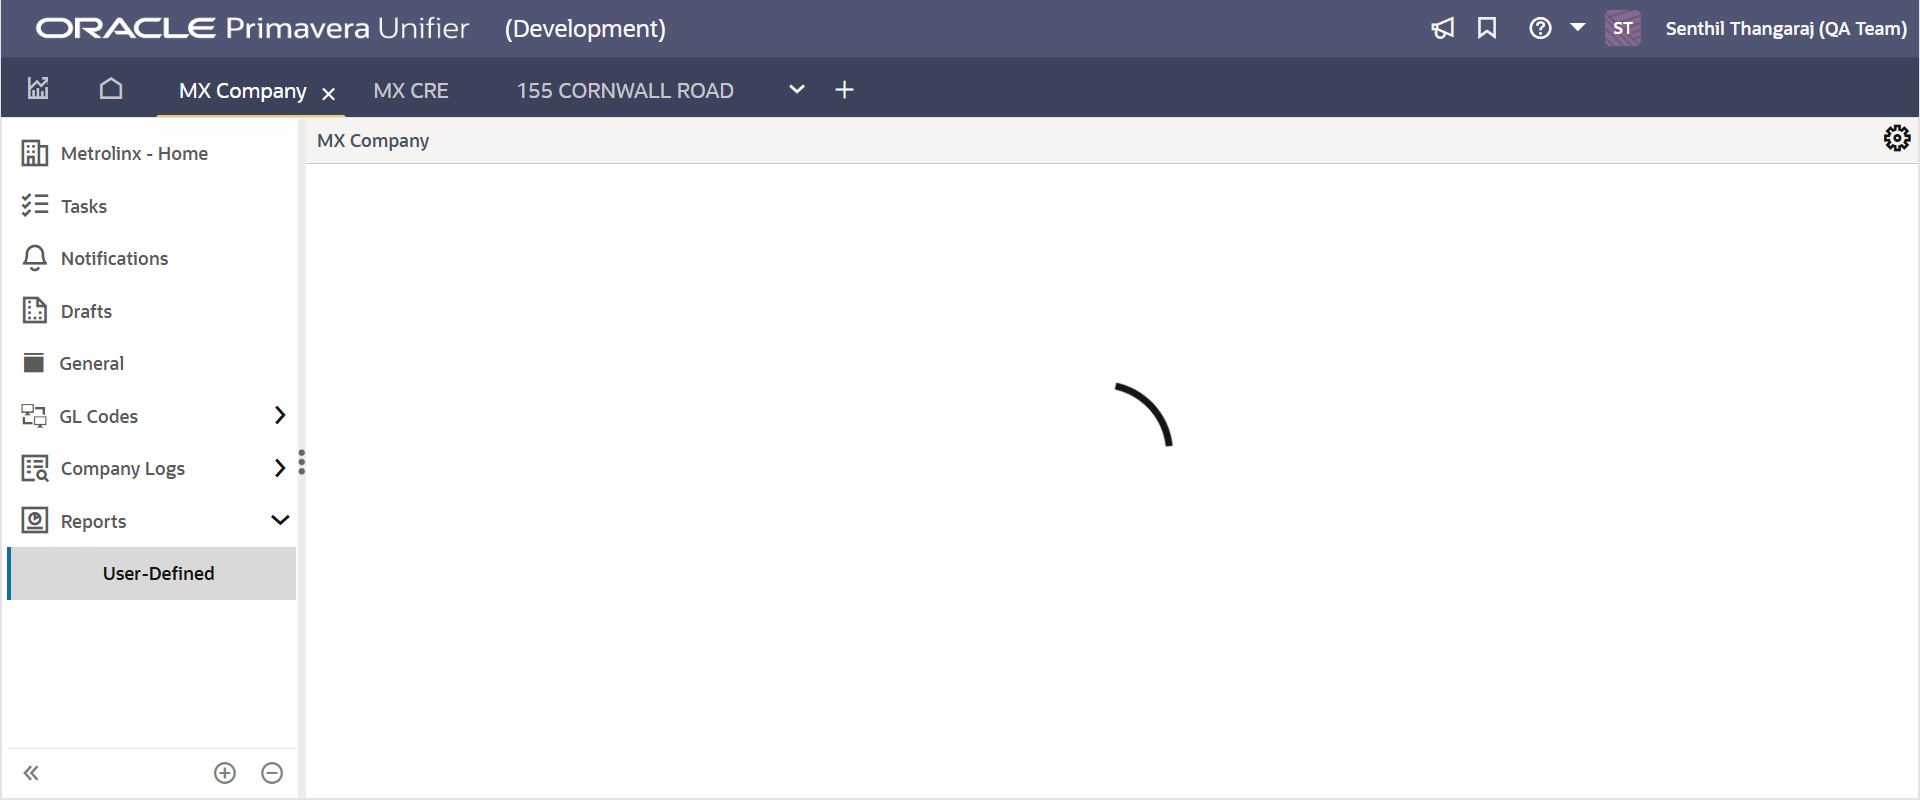 ORACLE Primavera Unifier (Development)
ST Senthil Thangaraj (QA Team)
MX Company MX CRE 155 CORNWALL ROAD
Metrolinx - Home
Tasks
Notifications
Drafts
General
GL Codes
Company Logs
Reports
User-Defined
MX Company